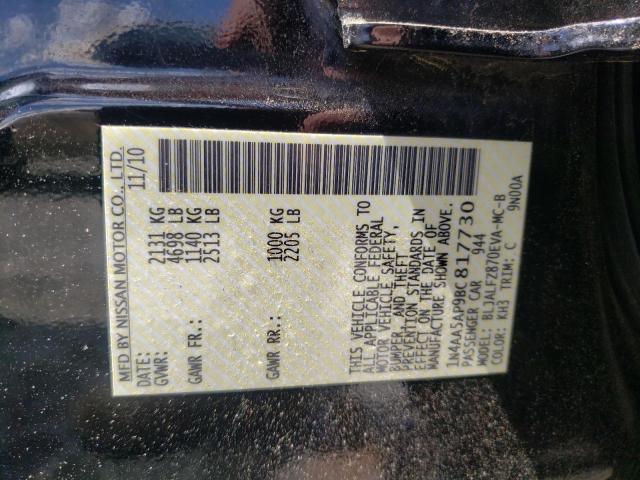 MFD BY NISSAN MOTOR CO., LTD.
DATE: 11/10
GVWR: 2131 KG
4698 LB
GAWR FR.: 1140 KG
2513 LB
GAWR RR.: 1000 KG
2205 LB
THIS VEHICLE CONFORMS TO
ALL APPLICABLE FEDERAL
MOTOR VEHICLE SAFETY,
BUMPER, AND THEFT
PREVENTION STANDARDS IN
EFFECT ON THE DATE OF
MANUFACTURE SHOWN ABOVE.
1N4AA5AP9BC817730
PASSENGER CAR 944
MODEL: BLJALFZ870EVA-MC-B
COLOR: KH3 TRIM: C 9N00A